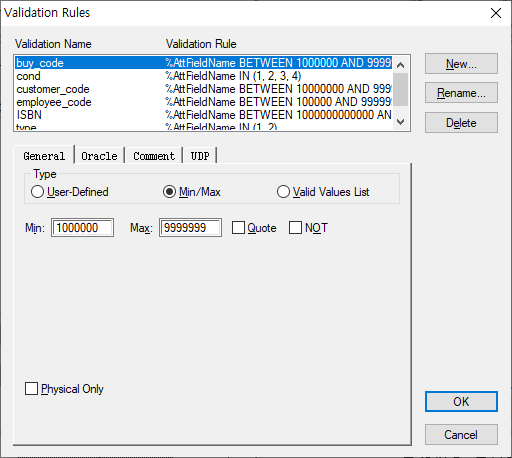 Validation Rules
Validation Name Validation Rule
buy_code %AttFieldName BETWEEN 1000000 AND 9999
cond %AttFieldName IN (1, 2, 3, 4)
customer_code %AttFieldName BETWEEN 10000000 AND
employee_code %AttFieldName BETWEEN 100000 AND 99999
ISBN %AttFieldName BETWEEN 1000000000000 AN
type %AttFieldName IN (1, 2)
New...
Rename...
Delete
General Oracle Comment UDP
Type
User-Defined Min/Max Valid Values List
Min: 1000000 Max: 9999999 Quote NOT
Physical Only
OK
Cancel